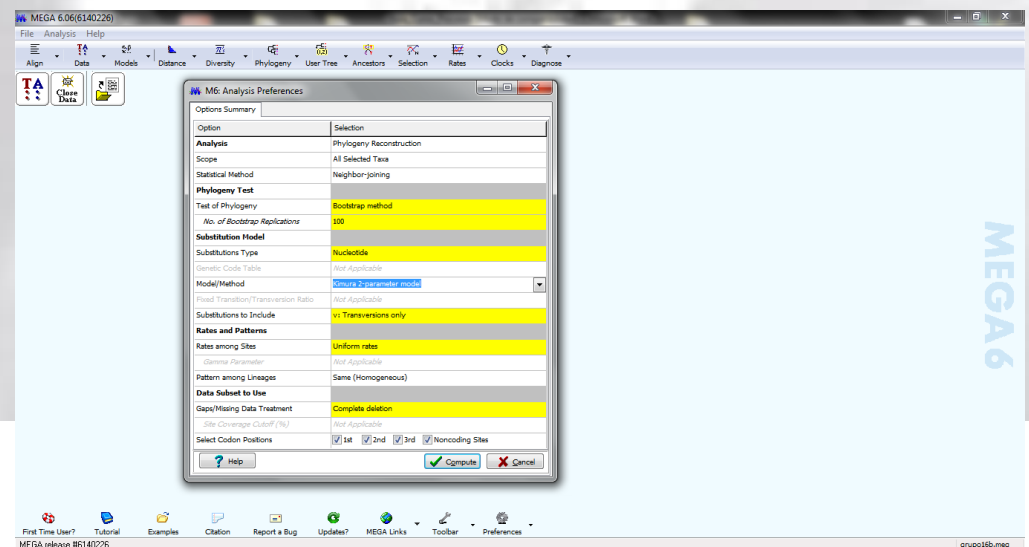 MEGA 6.06(6140226)
File Analysis Help
Align Data Models Distance Diversity Phylogeny User Tree Ancestors Selection Rates Clocks Diagnose
TA Close Data
M6: Analysis Preferences
Options Summary
Option Selection
Analysis Phylogeny Reconstruction
Scope All Selected Taxa
Statistical Method Neighbor-joining
Phylogeny Test
Test of Phylogeny Bootstrap method
No. of Bootstrap Replications 100
Substitution Model
Substitutions Type Nucleotide
Genetic Code Table Not Applicable
Model/Method Kimura 2-parameter model
Fixed Transition/Transversion Ratio Not Applicable
Substitutions to Include v: Transversions only
Rates and Patterns
Rates among Sites Uniform rates
Gamma Parameter Not Applicable
Pattern among Lineages Same (Homogeneous)
Data Subset to Use
Gaps/Missing Data Treatment Complete deletion
Site Coverage Cutoff (%) Not Applicable
Select Codon Positions 1st 2nd 3rd Noncoding Sites
? Help Compute Cancel
MEGA 6
First Time User? Tutorial Examples Citation Report a Bug Updates? MEGA Links Toolbar Preferences
MEGA release #6140226 grupo16b.meg